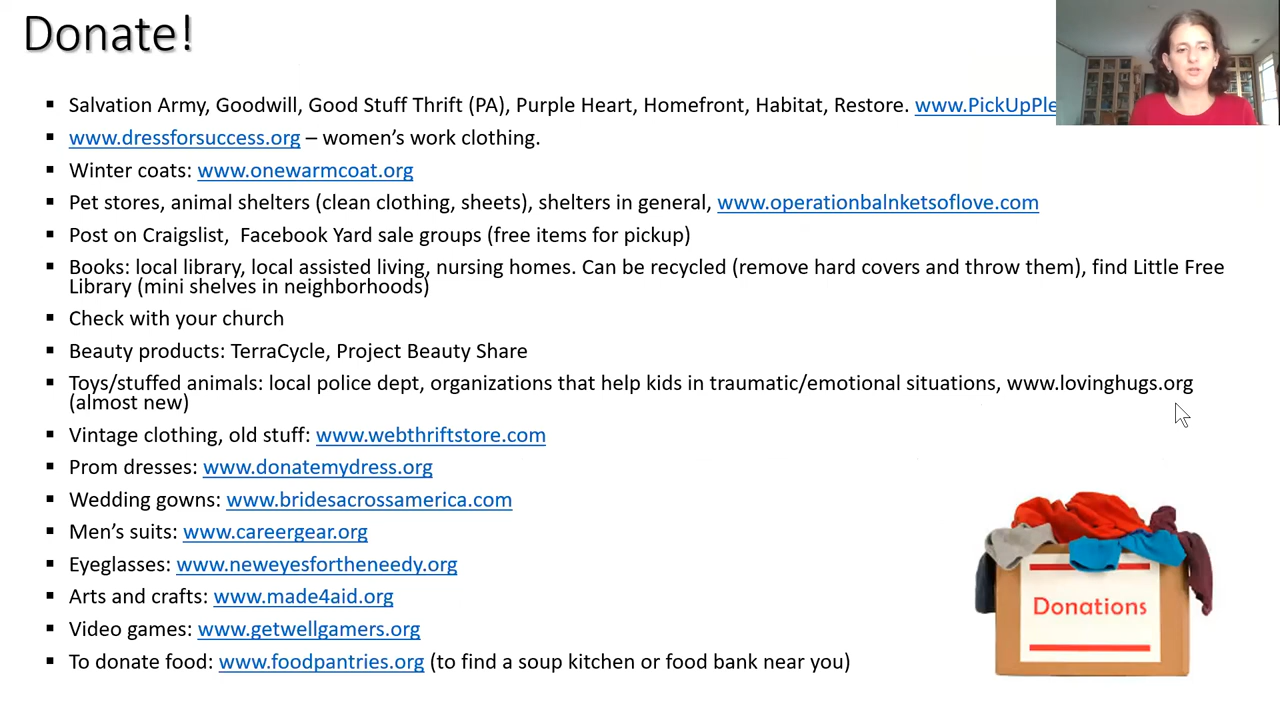 Donate!
▪ Salvation Army, Goodwill, Good Stuff Thrift (PA), Purple Heart, Homefront, Habitat, Restore. www.PickUpPle
▪ www.dressforsuccess.org – women’s work clothing.
▪ Winter coats: www.onewarmcoat.org
▪ Pet stores, animal shelters (clean clothing, sheets), shelters in general, www.operationbalnketsoflove.com
▪ Post on Craigslist,  Facebook Yard sale groups (free items for pickup)
▪ Books: local library, local assisted living, nursing homes. Can be recycled (remove hard covers and throw them), find Little Free
Library (mini shelves in neighborhoods)
▪ Check with your church
▪ Beauty products: TerraCycle, Project Beauty Share
▪ Toys/stuffed animals: local police dept, organizations that help kids in traumatic/emotional situations, www.lovinghugs.org
(almost new)
▪ Vintage clothing, old stuff: www.webthriftstore.com
▪ Prom dresses: www.donatemydress.org
▪ Wedding gowns: www.bridesacrossamerica.com
▪ Men’s suits: www.careergear.org
▪ Eyeglasses: www.neweyesfortheneedy.org
▪ Arts and crafts: www.made4aid.org
▪ Video games: www.getwellgamers.org
▪ To donate food: www.foodpantries.org (to find a soup kitchen or food bank near you)
Donations